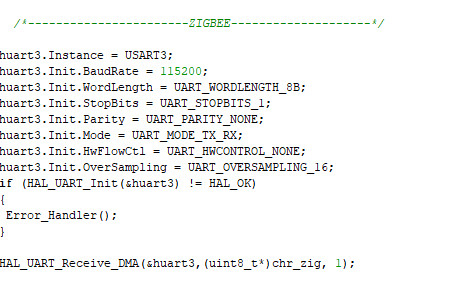 /*-----------------------ZIGBEE--------------------*/
huart3.Instance = USART3;
huart3.Init.BaudRate = 115200;
huart3.Init.WordLength = UART_WORDLENGTH_8B;
huart3.Init.StopBits = UART_STOPBITS_1;
huart3.Init.Parity = UART_PARITY_NONE;
huart3.Init.Mode = UART_MODE_TX_RX;
huart3.Init.HwFlowCtl = UART_HWCONTROL_NONE;
huart3.Init.OverSampling = UART_OVERSAMPLING_16;
if (HAL_UART_Init(&huart3) != HAL_OK)
{
Error_Handler();
}
HAL_UART_Receive_DMA(&huart3,(uint8_t*)chr_zig, 1);